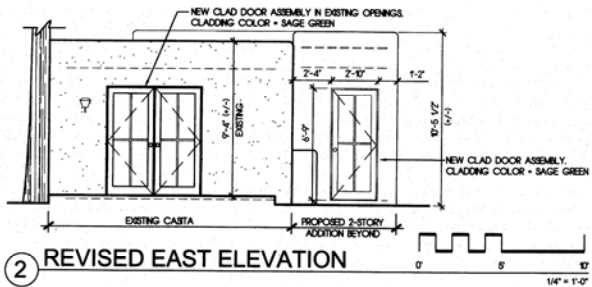 NEW CLAD DOOR ASSEMBLY IN EXISTING OPENINGS.
CLADDING COLOR = SAGE GREEN
2'-4"
2'-10"
1'-2"
9'-4" (+/-)
EXISTING
6'-9"
10'-5 1/2"
(+/-)
NEW CLAD DOOR ASSEMBLY.
CLADDING COLOR = SAGE GREEN
EXISTING CASITA
PROPOSED 2-STORY
ADDITION BEYOND
2
REVISED EAST ELEVATION
0'
5'
10'
1/4" = 1'-0"